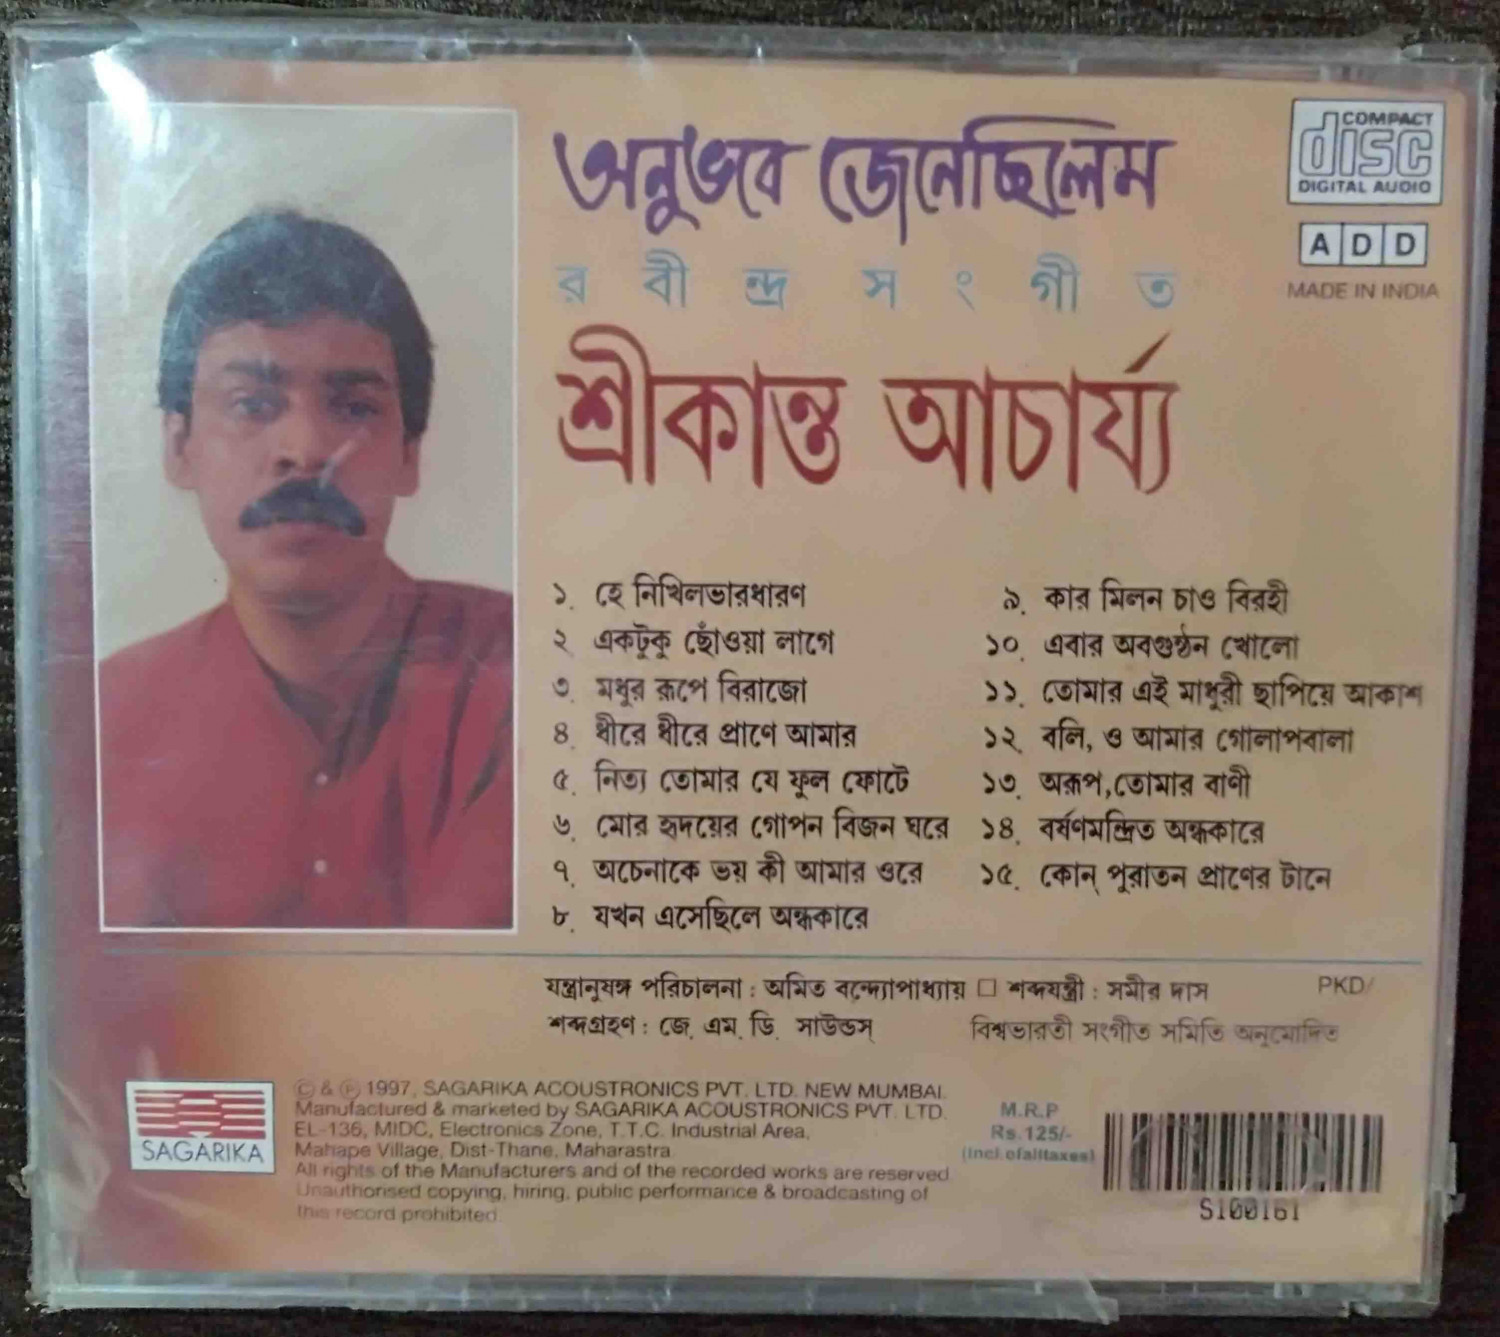 অনুভবে জেনেছিলেম
রবীন্দ্রসংগীত
শ্রীকান্ত আচার্য্য
COMPACT
disc
DIGITAL AUDIO
A D D
MADE IN INDIA
১. হে নিখিলভারধারণ
২. একটুকু ছোঁওয়া লাগে
৩. মধুর রূপে বিরাজো
৪. ধীরে ধীরে প্রাণে আমার
৫. নিত্য তোমার যে ফুল ফোটে
৬. মোর হৃদয়ের গোপন বিজন ঘরে
৭. অচেনাকে ভয় কী আমার ওরে
৮. যখন এসেছিলে অন্ধকারে
৯. কার মিলন চাও বিরহী
১০. এবার অবগুণ্ঠন খোলো
১১. তোমার এই মাধুরী ছাপিয়ে আকাশ
১২. বলি, ও আমার গোলাপবালা
১৩. অরূপ,তোমার বাণী
১৪. বর্ষণমন্দ্রিত অন্ধকারে
১৫. কোন্ পুরাতন প্রাণের টানে
যন্ত্রানুষঙ্গ পরিচালনা : অমিত বন্দ্যোপাধ্যায় □ শব্দযন্ত্রী : সমীর দাস
PKD/
শব্দগ্রহণ : জে. এম. ডি. সাউন্ডস্
বিশ্বভারতী সংগীত সমিতি অনুমোদিত
SAGARIKA
© & ℗ 1997, SAGARIKA ACOUSTRONICS PVT. LTD. NEW MUMBAI.
Manufactured & marketed by SAGARIKA ACOUSTRONICS PVT. LTD.
EL-136, MIDC, Electronics Zone, T.T.C. Industrial Area,
Mahape Village, Dist-Thane, Maharastra
All rights of the Manufacturers and of the recorded works are reserved
Unauthorised copying, hiring, public performance & broadcasting of
this record prohibited.
M.R.P
Rs.125/-
(Incl.ofalltaxes)
S100161